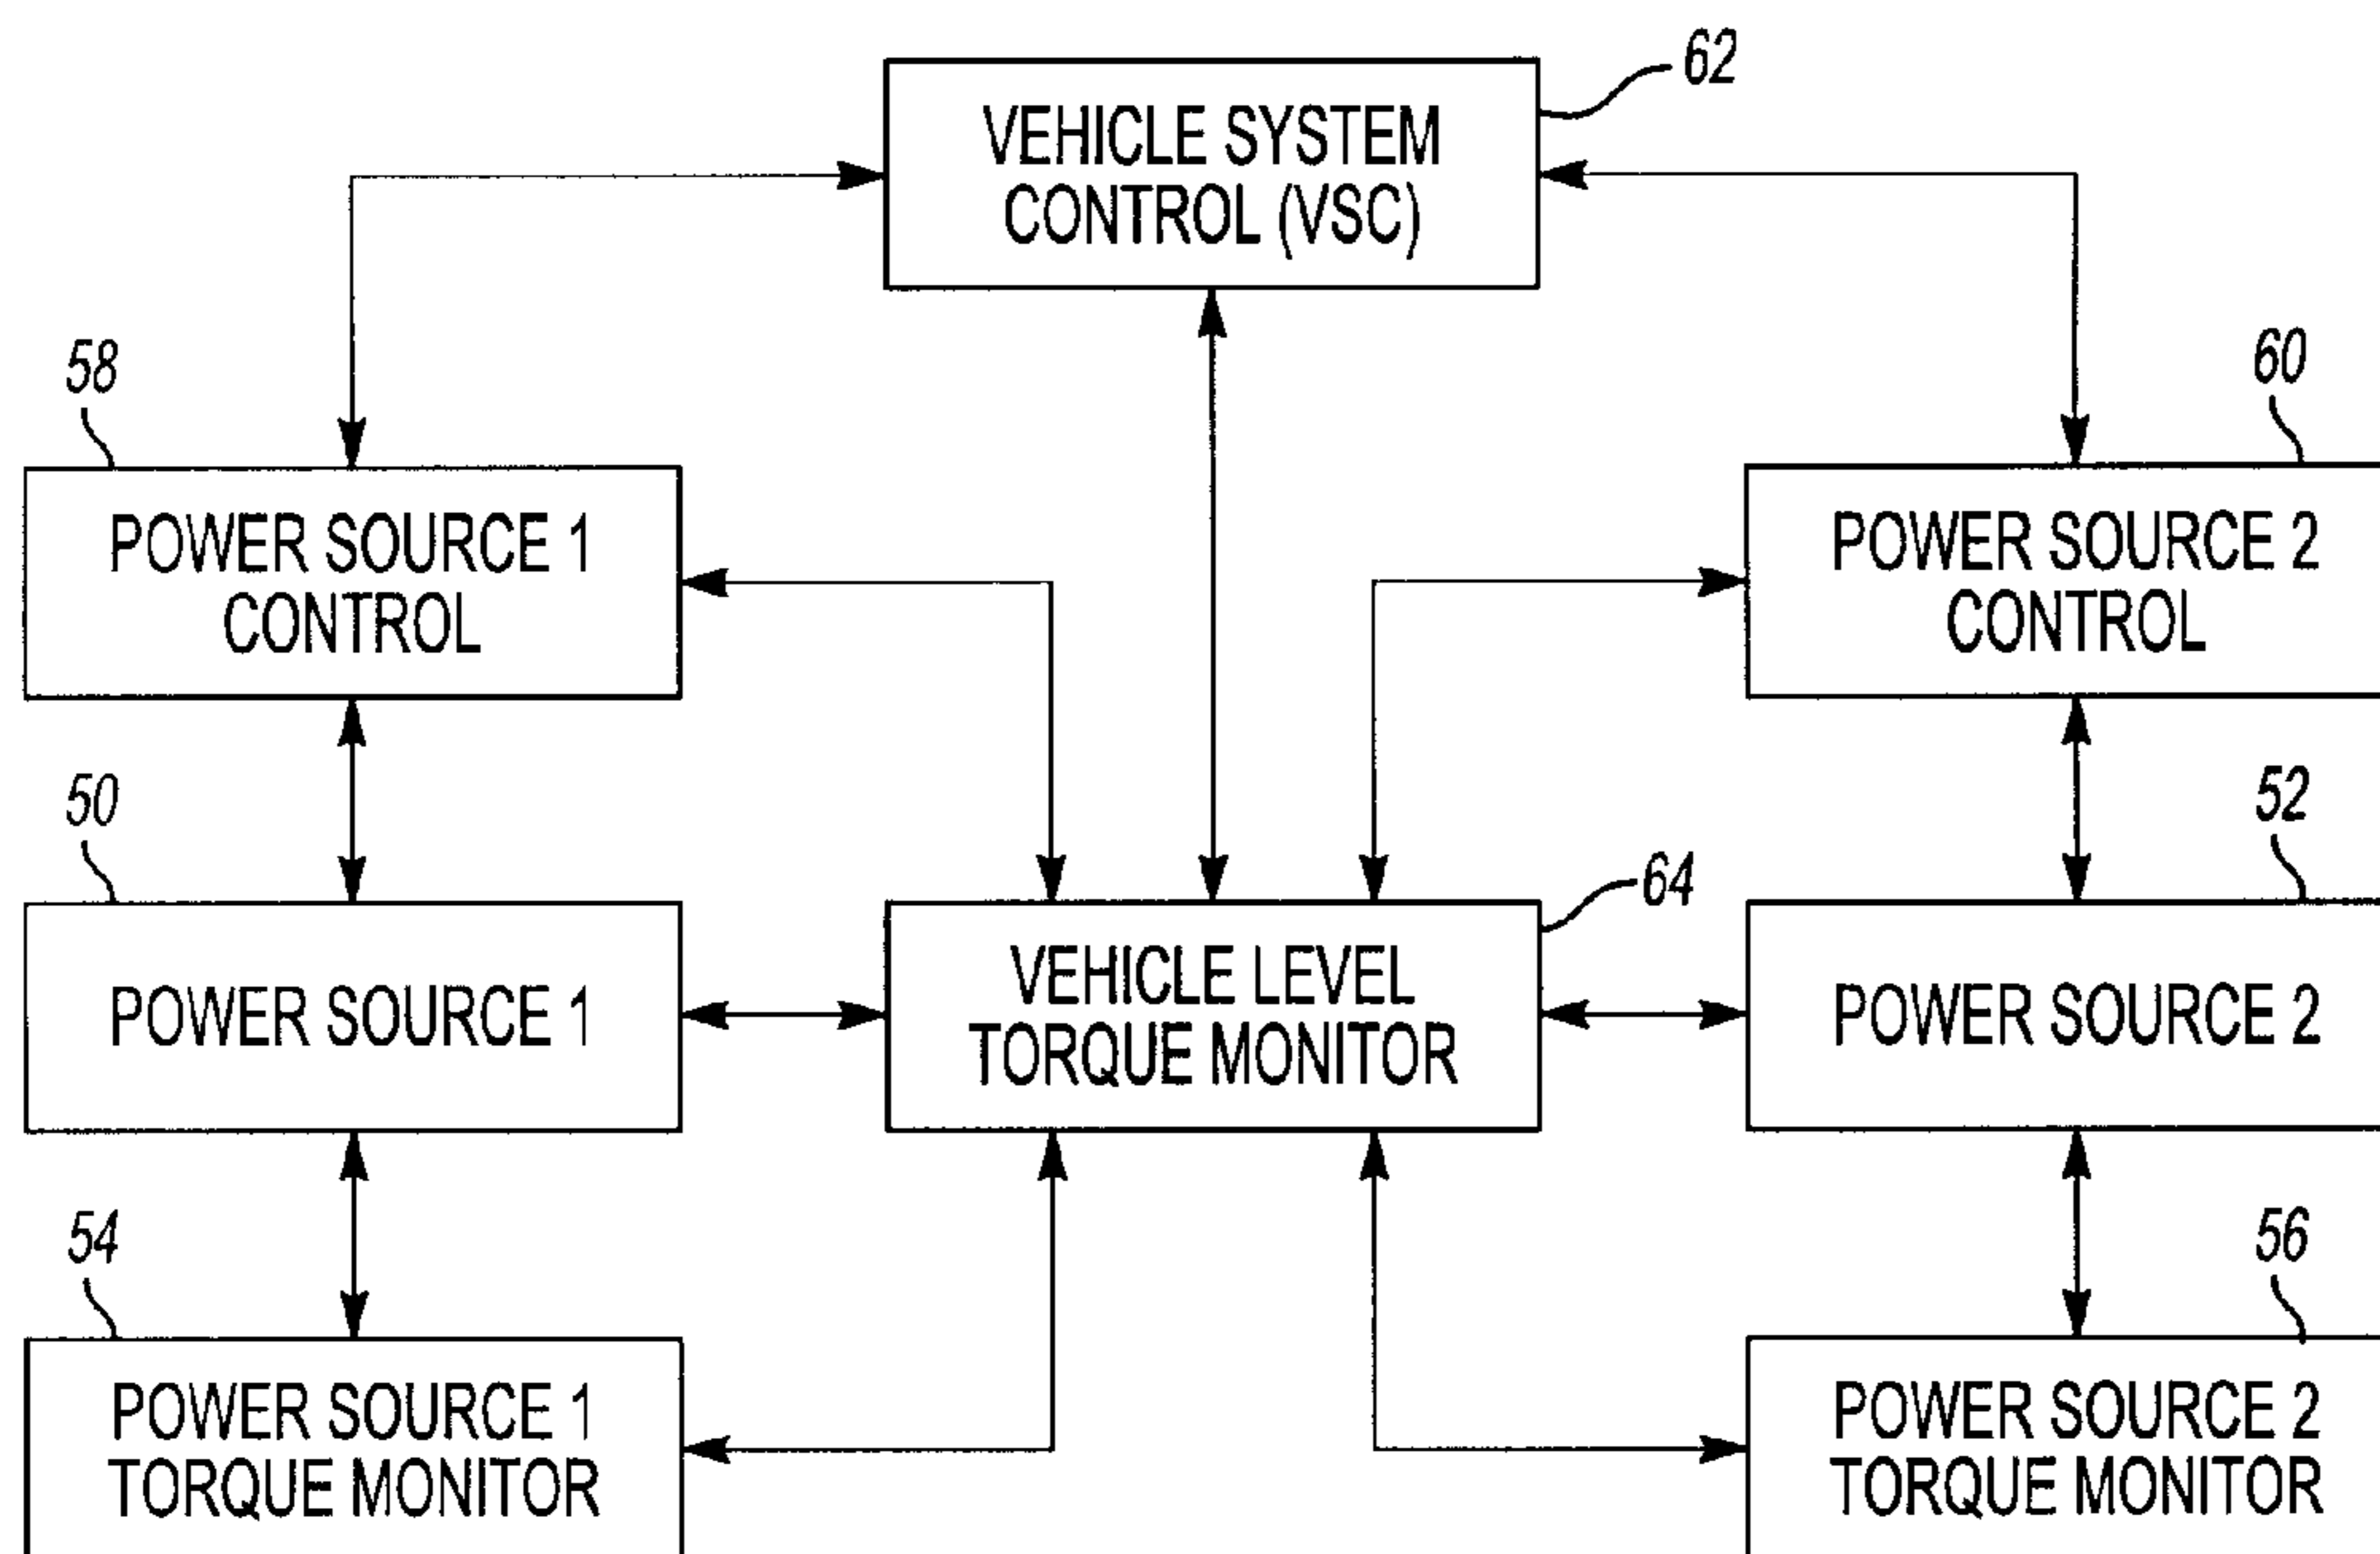 62
VEHICLE SYSTEM
CONTROL (VSC)
58
60
POWER SOURCE 1
CONTROL
POWER SOURCE 2
CONTROL
50
52
64
POWER SOURCE 1
VEHICLE LEVEL
TORQUE MONITOR
POWER SOURCE 2
54
56
POWER SOURCE 1
TORQUE MONITOR
POWER SOURCE 2
TORQUE MONITOR